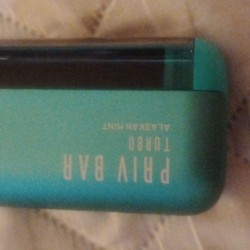 PRIV BAR
TURBO
ALASKAN MINT